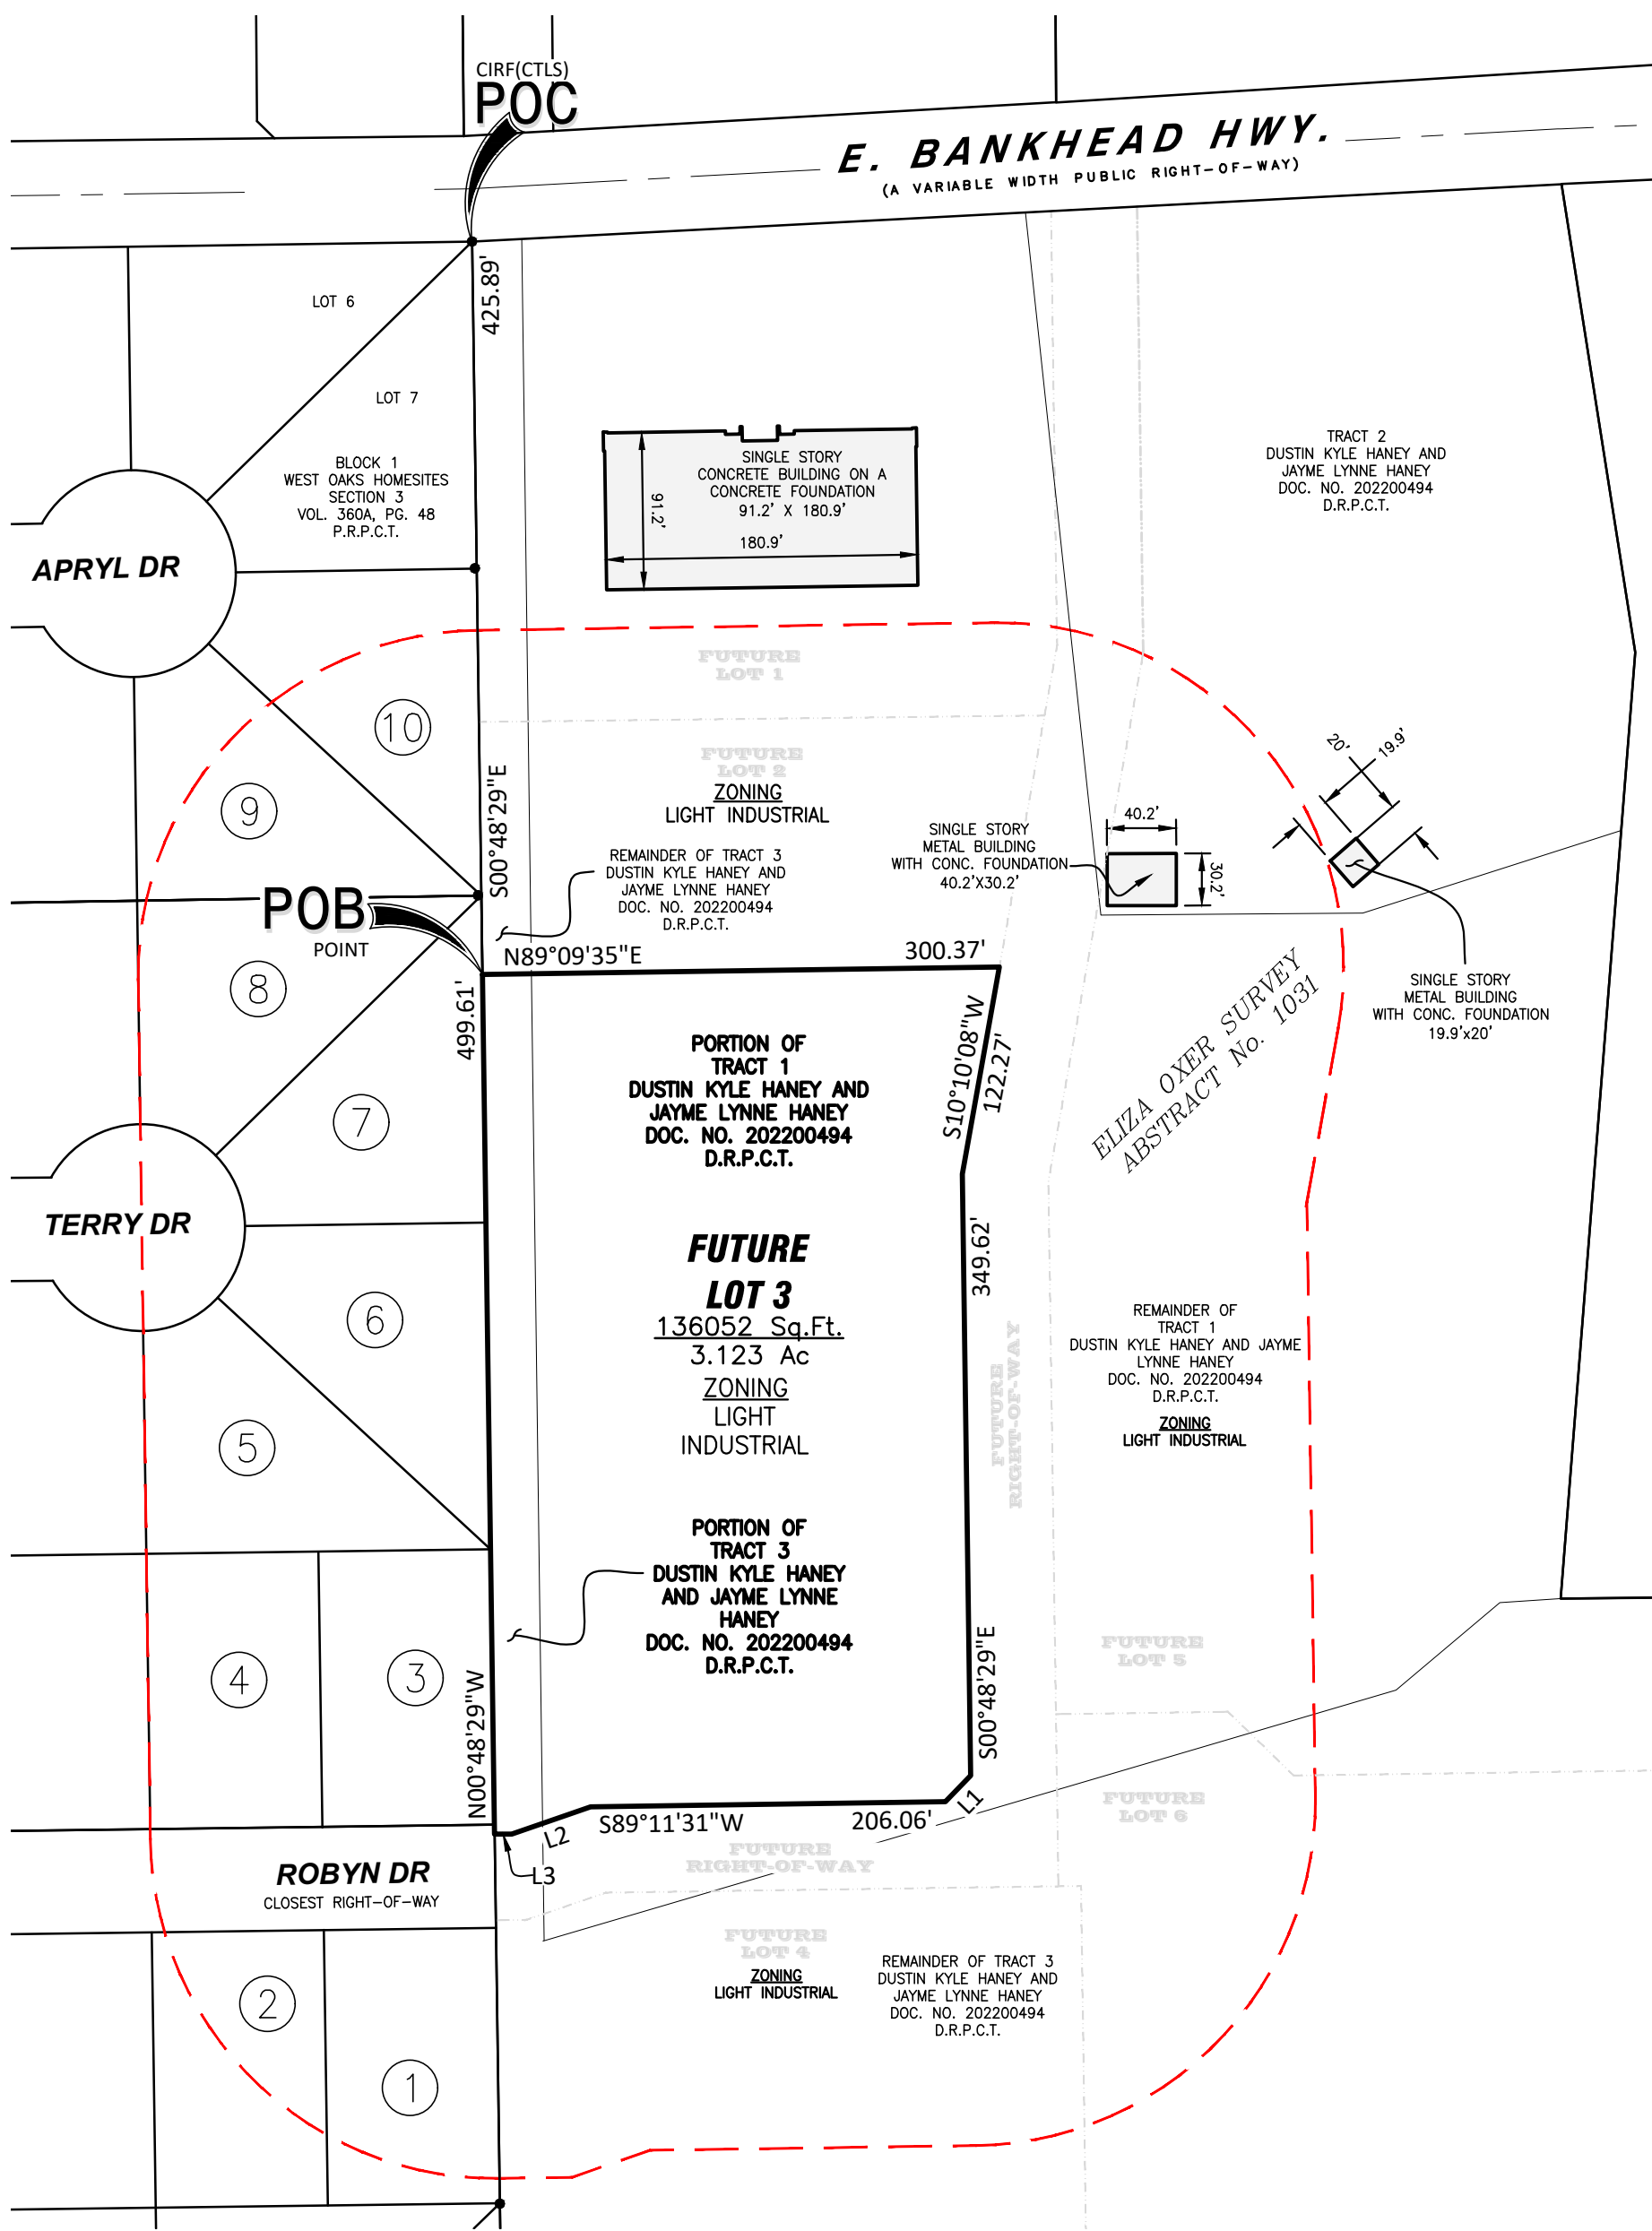 CIRF(CTLS)
POC
E. BANKHEAD HWY.
(A VARIABLE WIDTH PUBLIC RIGHT-OF-WAY)
425.89'
LOT 6
LOT 7
BLOCK 1
WEST OAKS HOMESITES
SECTION 3
VOL. 360A, PG. 48
P.R.P.C.T.
APRYL DR
SINGLE STORY
CONCRETE BUILDING ON A
CONCRETE FOUNDATION
91.2' X 180.9'
91.2'
180.9'
TRACT 2
DUSTIN KYLE HANEY AND
JAYME LYNNE HANEY
DOC. NO. 202200494
D.R.P.C.T.
FUTURE
LOT 1
10
9
S00°48'29"E
FUTURE
LOT 2
ZONING
LIGHT INDUSTRIAL
REMAINDER OF TRACT 3
DUSTIN KYLE HANEY AND
JAYME LYNNE HANEY
DOC. NO. 202200494
D.R.P.C.T.
SINGLE STORY
METAL BUILDING
WITH CONC. FOUNDATION
40.2'X30.2'
40.2'
30.2'
20'
19.9'
SINGLE STORY
METAL BUILDING
WITH CONC. FOUNDATION
19.9'x20'
POB
POINT
N89°09'35"E
300.37'
8
499.61'
PORTION OF
TRACT 1
DUSTIN KYLE HANEY AND
JAYME LYNNE HANEY
DOC. NO. 202200494
D.R.P.C.T.
S10°10'08"W
122.27'
ELIZA OXER SURVEY
ABSTRACT No. 1031
7
TERRY DR
6
FUTURE
LOT 3
136052 Sq.Ft.
3.123 Ac
ZONING
LIGHT
INDUSTRIAL
349.62'
FUTURE
RIGHT-OF-WAY
REMAINDER OF
TRACT 1
DUSTIN KYLE HANEY AND JAYME
LYNNE HANEY
DOC. NO. 202200494
D.R.P.C.T.
ZONING
LIGHT INDUSTRIAL
5
PORTION OF
TRACT 3
DUSTIN KYLE HANEY
AND JAYME LYNNE
HANEY
DOC. NO. 202200494
D.R.P.C.T.
4
3
N00°48'29"W
S00°48'29"E
FUTURE
LOT 5
FUTURE
LOT 6
L1
S89°11'31"W
206.06'
L2
L3
FUTURE
RIGHT-OF-WAY
ROBYN DR
CLOSEST RIGHT-OF-WAY
FUTURE
LOT 4
ZONING
LIGHT INDUSTRIAL
REMAINDER OF TRACT 3
DUSTIN KYLE HANEY AND
JAYME LYNNE HANEY
DOC. NO. 202200494
D.R.P.C.T.
2
1